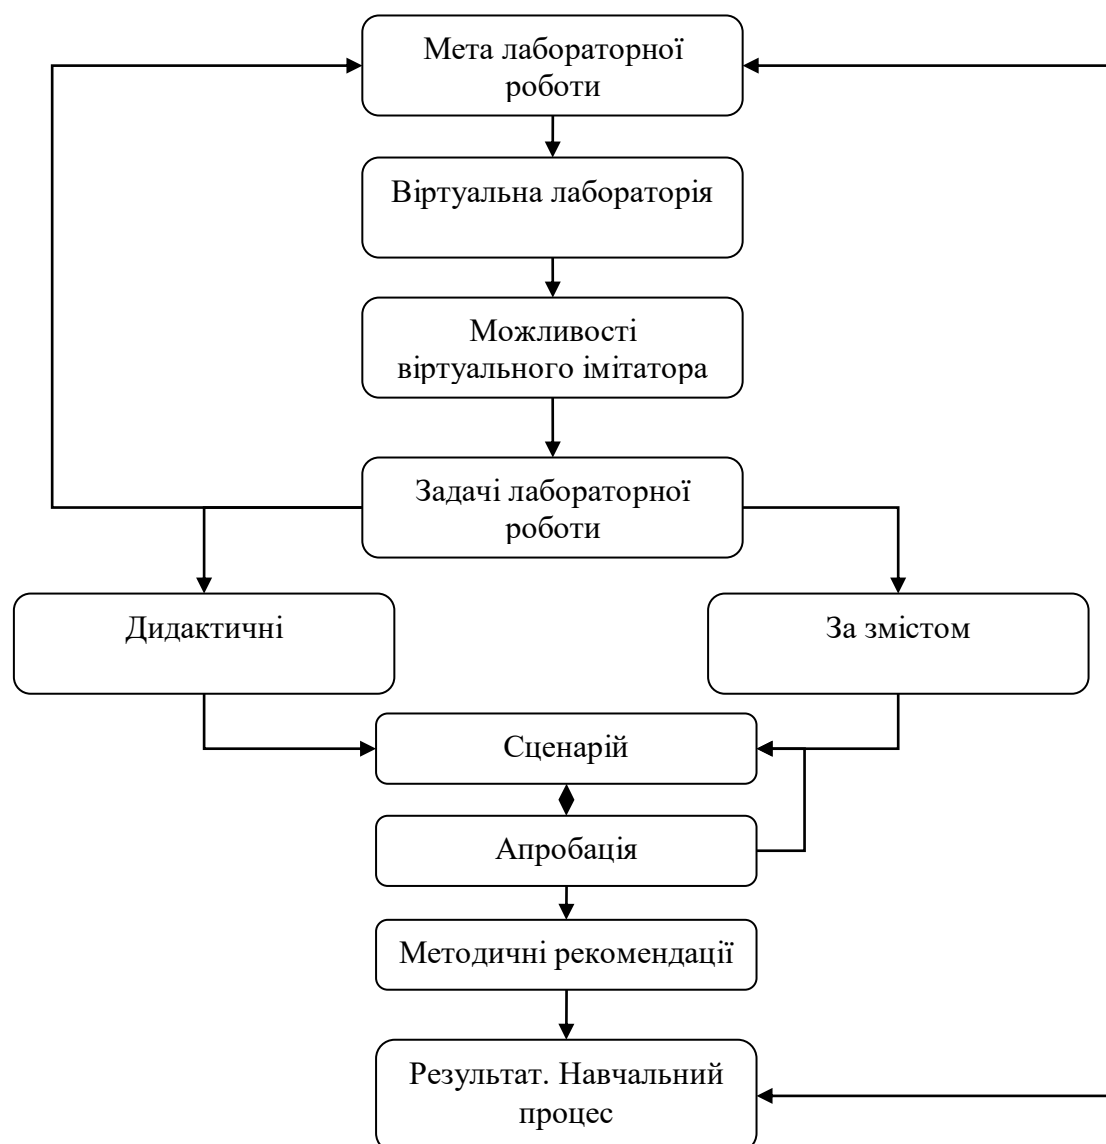 Мета лабораторної
роботи
Віртуальна лабораторія
Можливості
віртуального імітатора
Задачі лабораторної
роботи
Дидактичні
За змістом
Сценарій
Апробація
Методичні рекомендації
Результат. Навчальний
процес